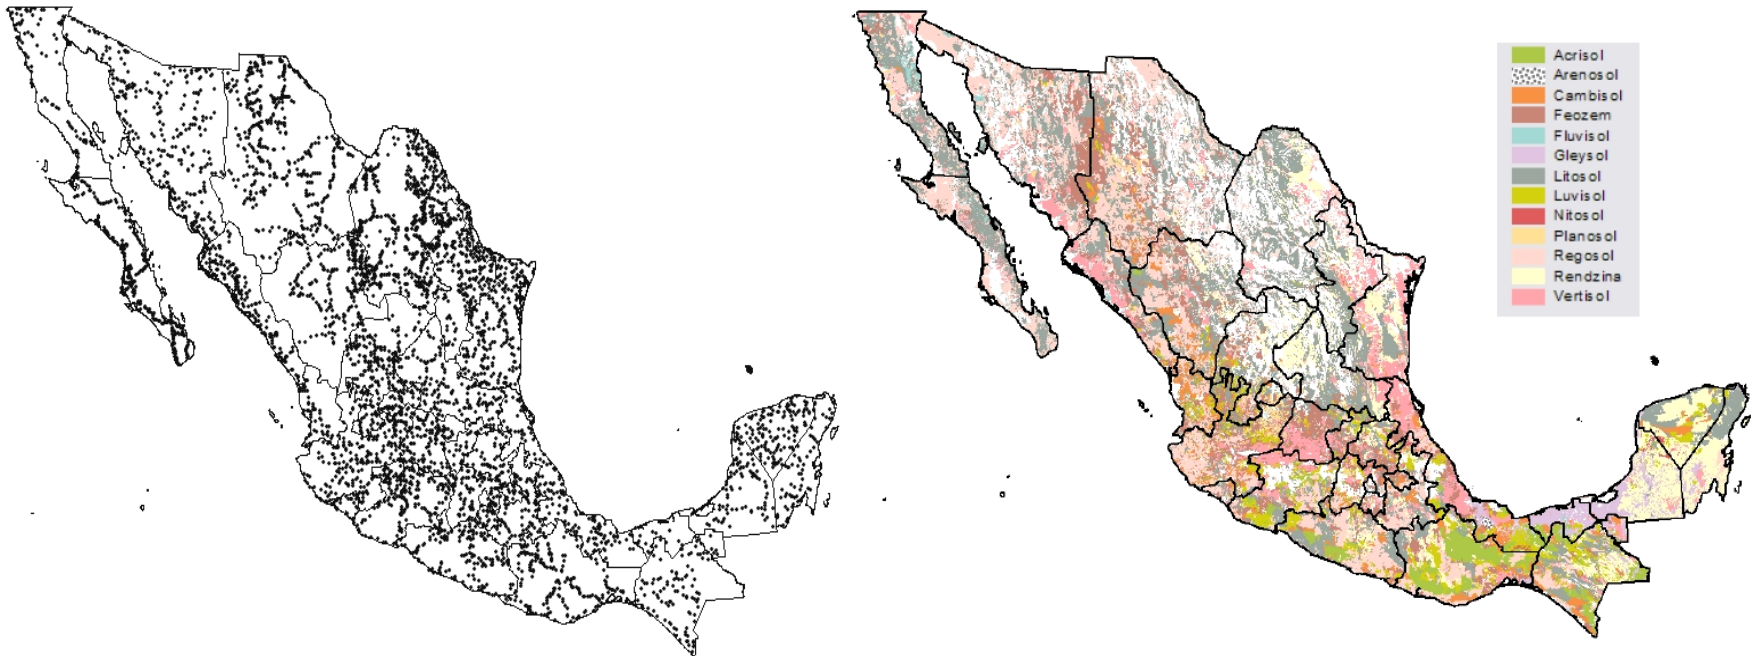 Acrisol
Arenosol
Cambisol
Feozem
Fluvisol
Gleysol
Litosol
Luvisol
Nitosol
Planosol
Regosol
Rendzina
Vertisol